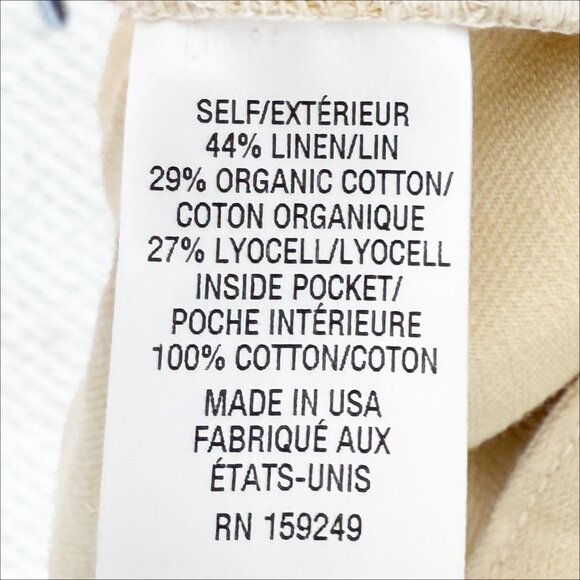 SELF/EXTÉRIEUR
44% LINEN/LIN
29% ORGANIC COTTON/
COTON ORGANIQUE
27% LYOCELL/LYOCELL
INSIDE POCKET/
POCHE INTÉRIEURE
100% COTTON/COTON
MADE IN USA
FABRIQUÉ AUX
ÉTATS-UNIS
RN 159249